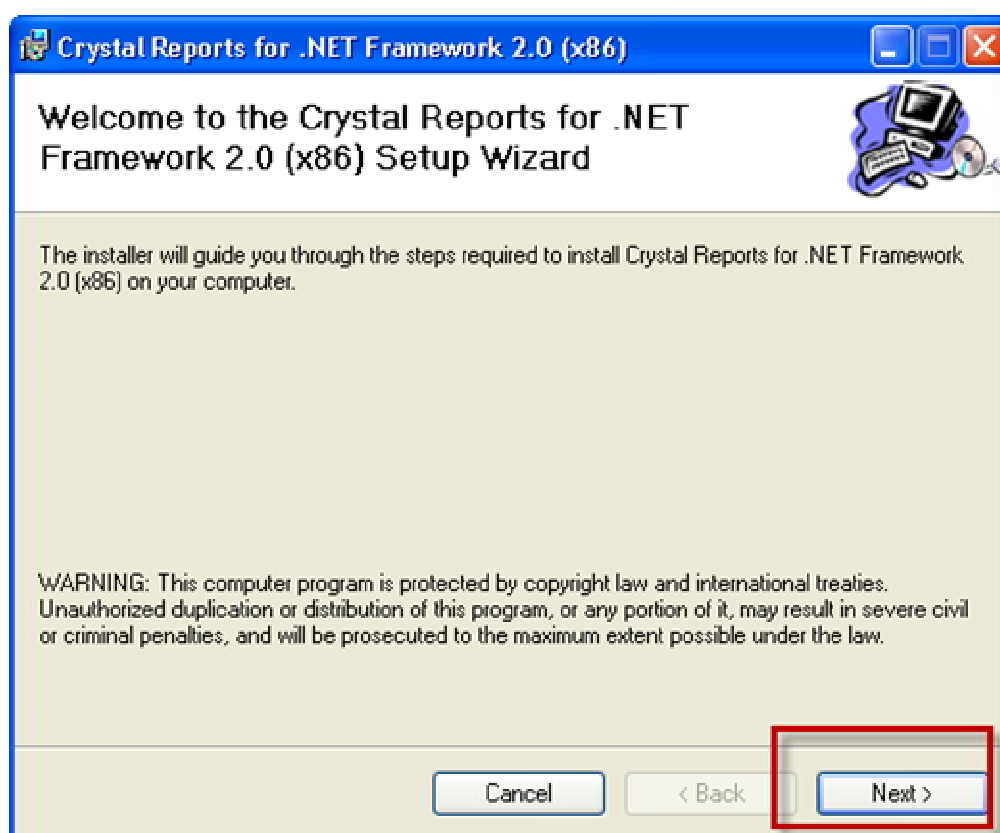 Crystal Reports for .NET Framework 2.0 (x86)
Welcome to the Crystal Reports for .NET
Framework 2.0 (x86) Setup Wizard
The installer will guide you through the steps required to install Crystal Reports for .NET Framework
2.0 (x86) on your computer.
WARNING: This computer program is protected by copyright law and international treaties.
Unauthorized duplication or distribution of this program, or any portion of it, may result in severe civil
or criminal penalties, and will be prosecuted to the maximum extent possible under the law.
Cancel < Back Next >